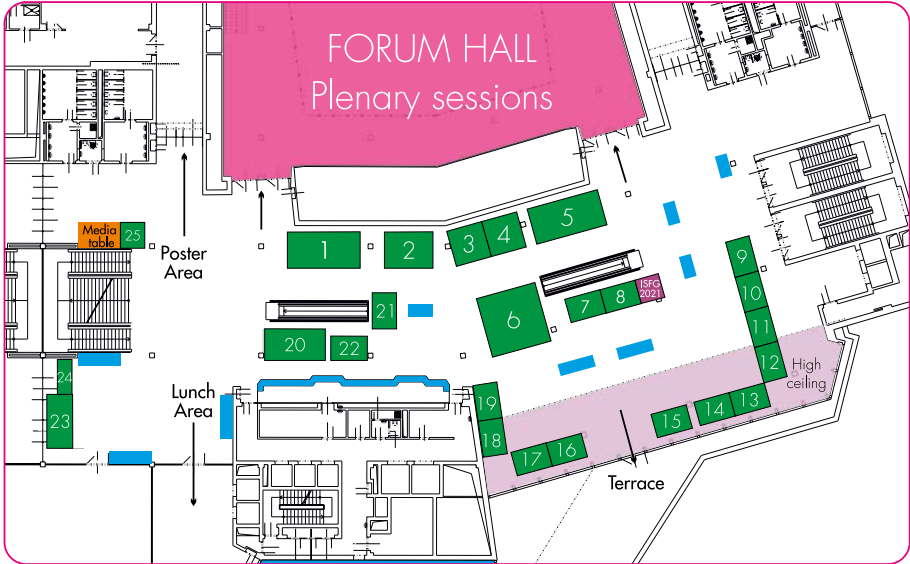 FORUM HALL
Plenary sessions
Media
table
25
Poster
Area
1
2
3
4
5
6
7
8
ISFG
2021
9
10
11
12
High
ceiling
13
14
15
16
17
18
19
20
21
22
23
24
Lunch
Area
Terrace